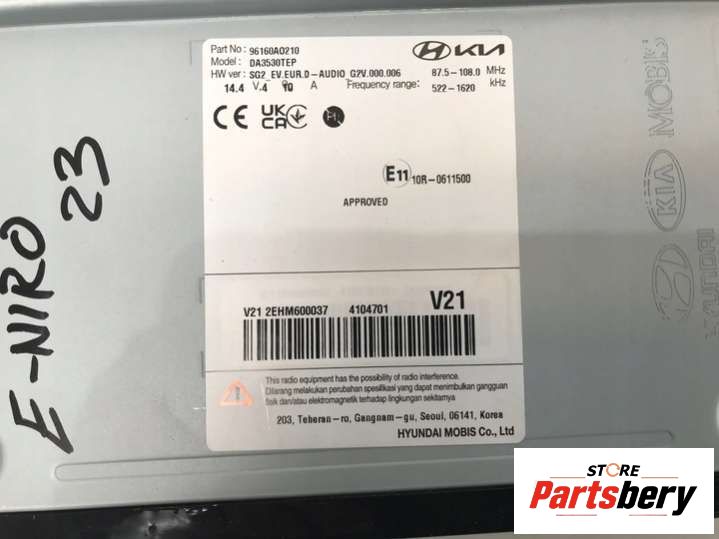 Part No : 96160AO210
Model : DA3530TEP
HW ver : SG2_EV.EUR.D-AUDIO_G2V.000.006
14.4 V⎓ 10 A Frequency range:
87.5-108.0 MHz
522-1620 kHz
HYUNDAI KIA MOBIS
CE UK CA
E11 10R-0611500
APPROVED
V21 2EHM600037 4104701 V21
This radio equipment has the possibility of radio interference.
Dilarang melakukan perubahan spesifikasi yang dapat menimbulkan gangguan
fisik dan/atau elektromagnetik terhadap lingkungan sekitarnya
203, Teheran-ro, Gangnam-gu, Seoul, 06141, Korea
HYUNDAI MOBIS Co., Ltd
E-NIRO 23
STORE
Partsbery